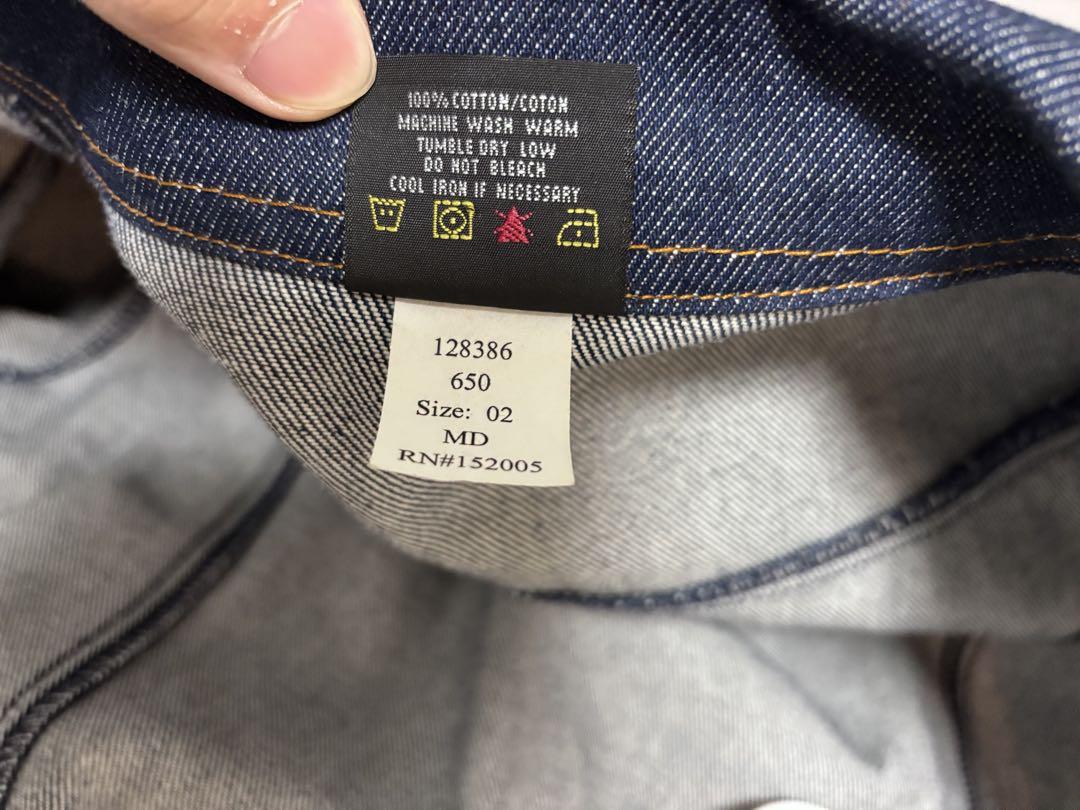 100% COTTON/COTON
MACHINE WASH WARM
TUMBLE DRY LOW
DO NOT BLEACH
COOL IRON IF NECESSARY
128386
650
Size: 02
MD
RN#152005